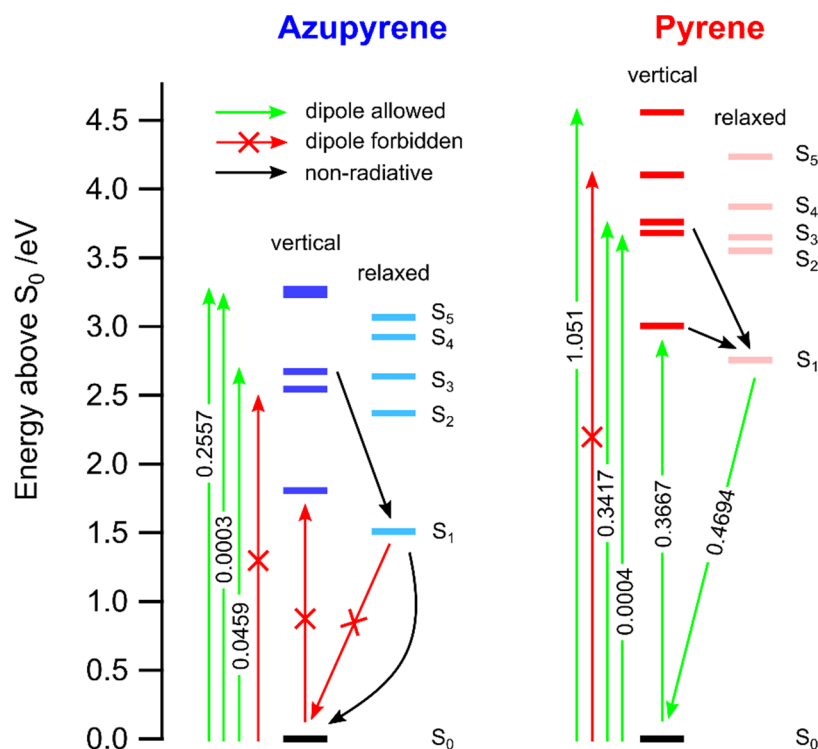 Azupyrene
Pyrene
Energy above S₀ /eV
4.5
4.0
3.5
3.0
2.5
2.0
1.5
1.0
0.5
0.0
dipole allowed
dipole forbidden
non-radiative
vertical
relaxed
S₅
S₄
S₃
S₂
S₁
S₀
0.2557
0.0003
0.0459
vertical
relaxed
S₅
S₄
S₃
S₂
S₁
S₀
1.051
0.3417
0.0004
0.3667
0.4694